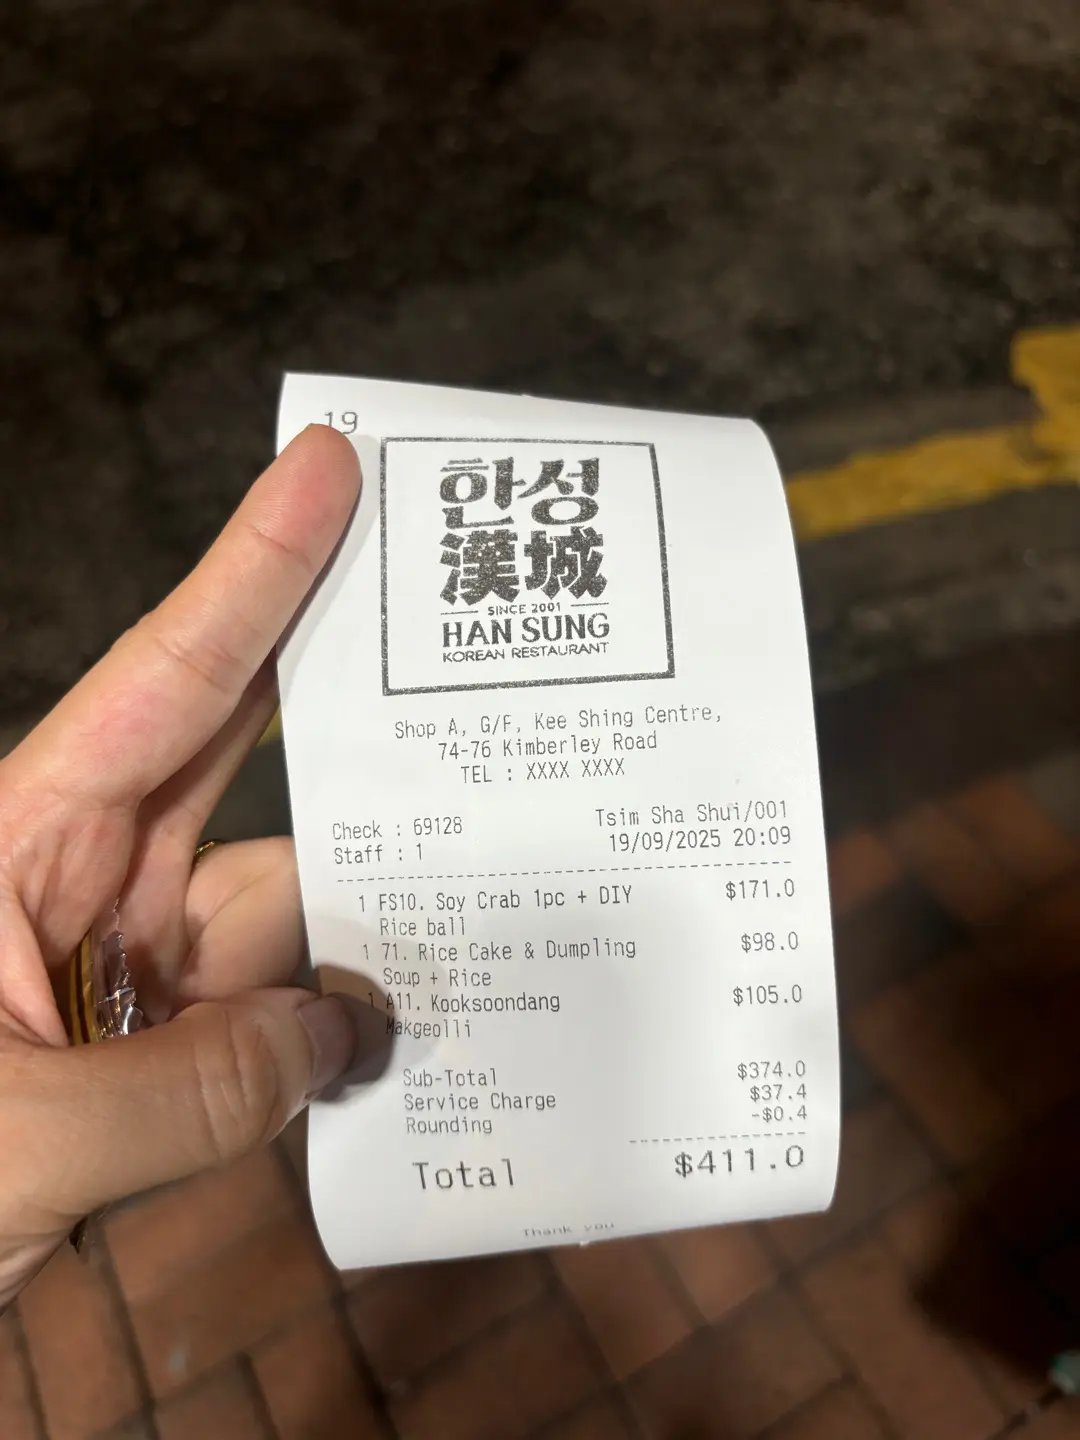 19
한성
漢城
SINCE 2001
HAN SUNG
KOREAN RESTAURANT
Shop A, G/F, Kee Shing Centre,
74-76 Kimberley Road
TEL : XXXX XXXX
Check : 69128
Tsim Sha Shui/001
Staff : 1
19/09/2025 20:09
1 FS10. Soy Crab 1pc + DIY $171.0
Rice ball
1 71. Rice Cake & Dumpling $98.0
Soup + Rice
1 A11. Kooksoondang $105.0
Makgeolli
Sub-Total $374.0
Service Charge $37.4
Rounding -$0.4
Total $411.0
Thank you